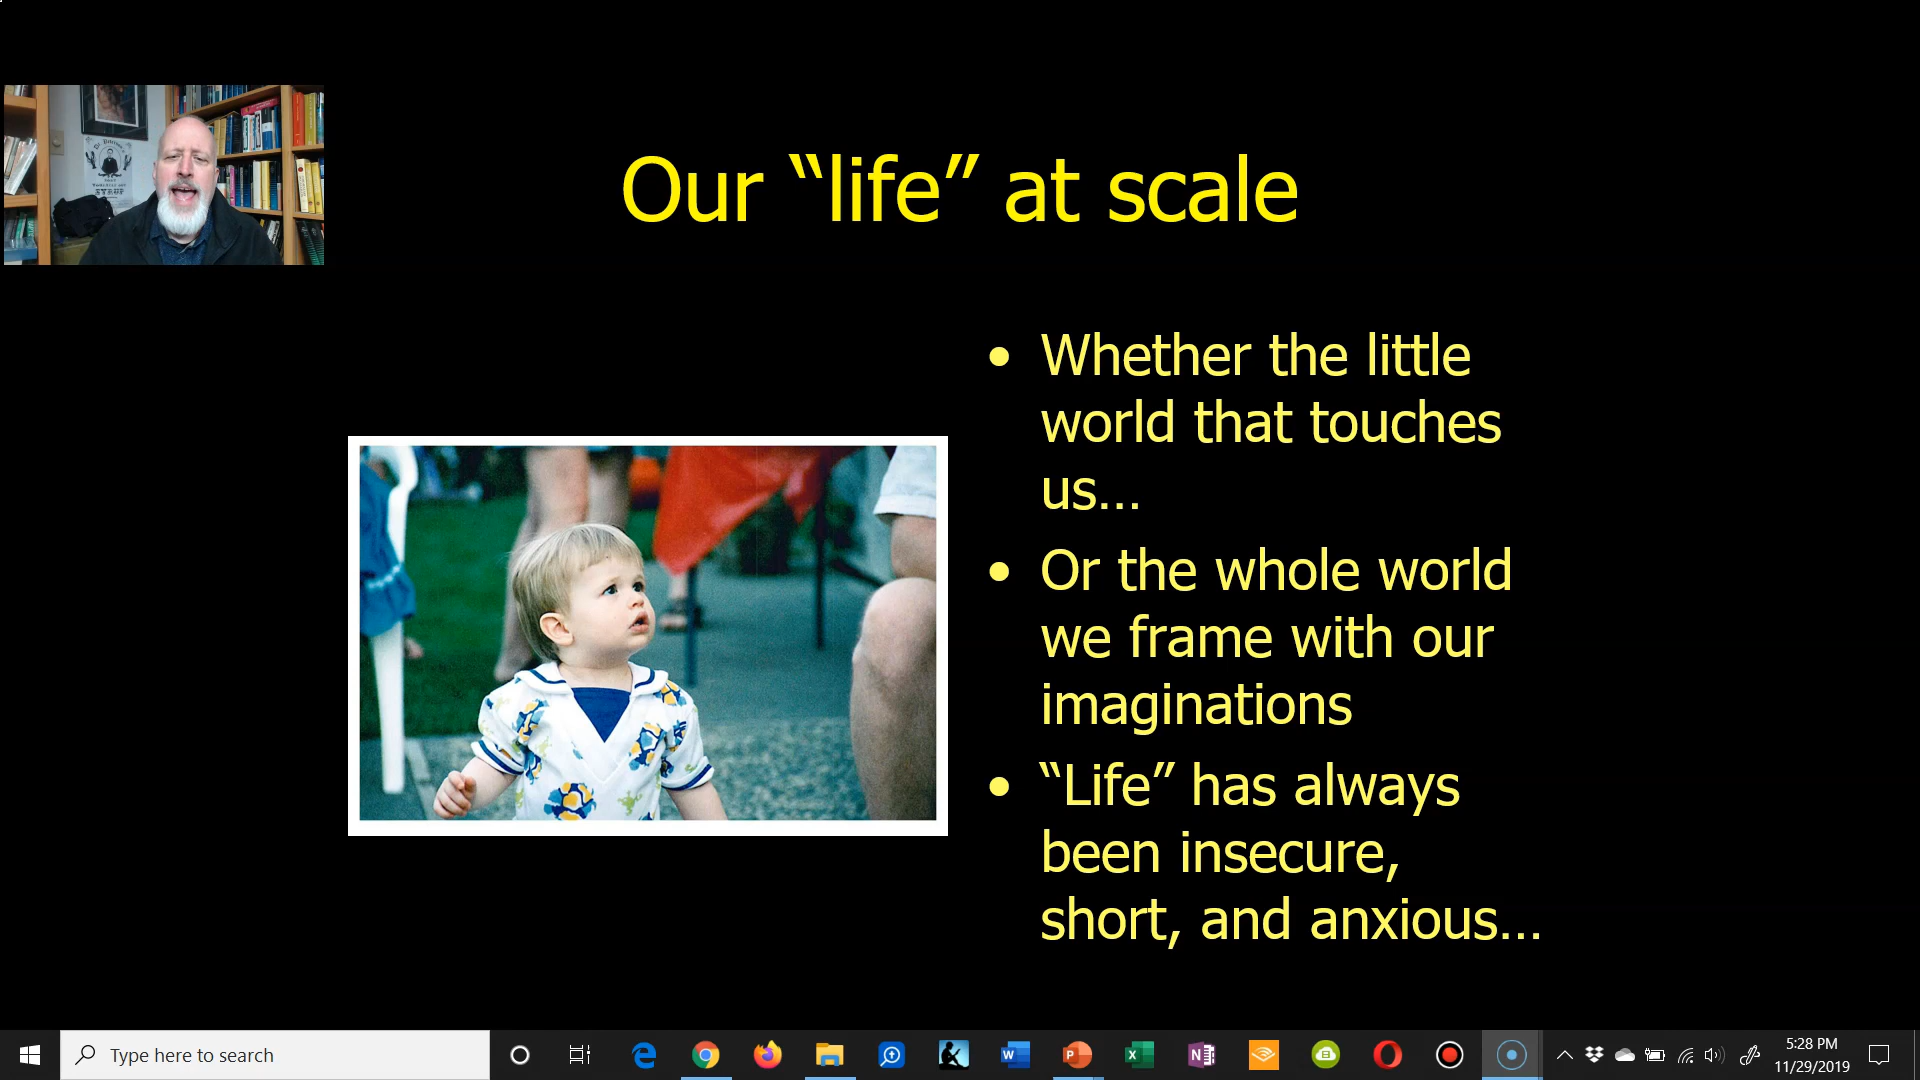 Our “life” at scale
• Whether the little
world that touches
us...
• Or the whole world
we frame with our
imaginations
• “Life” has always
been insecure,
short, and anxious...
Type here to search
5:28 PM
11/29/2019